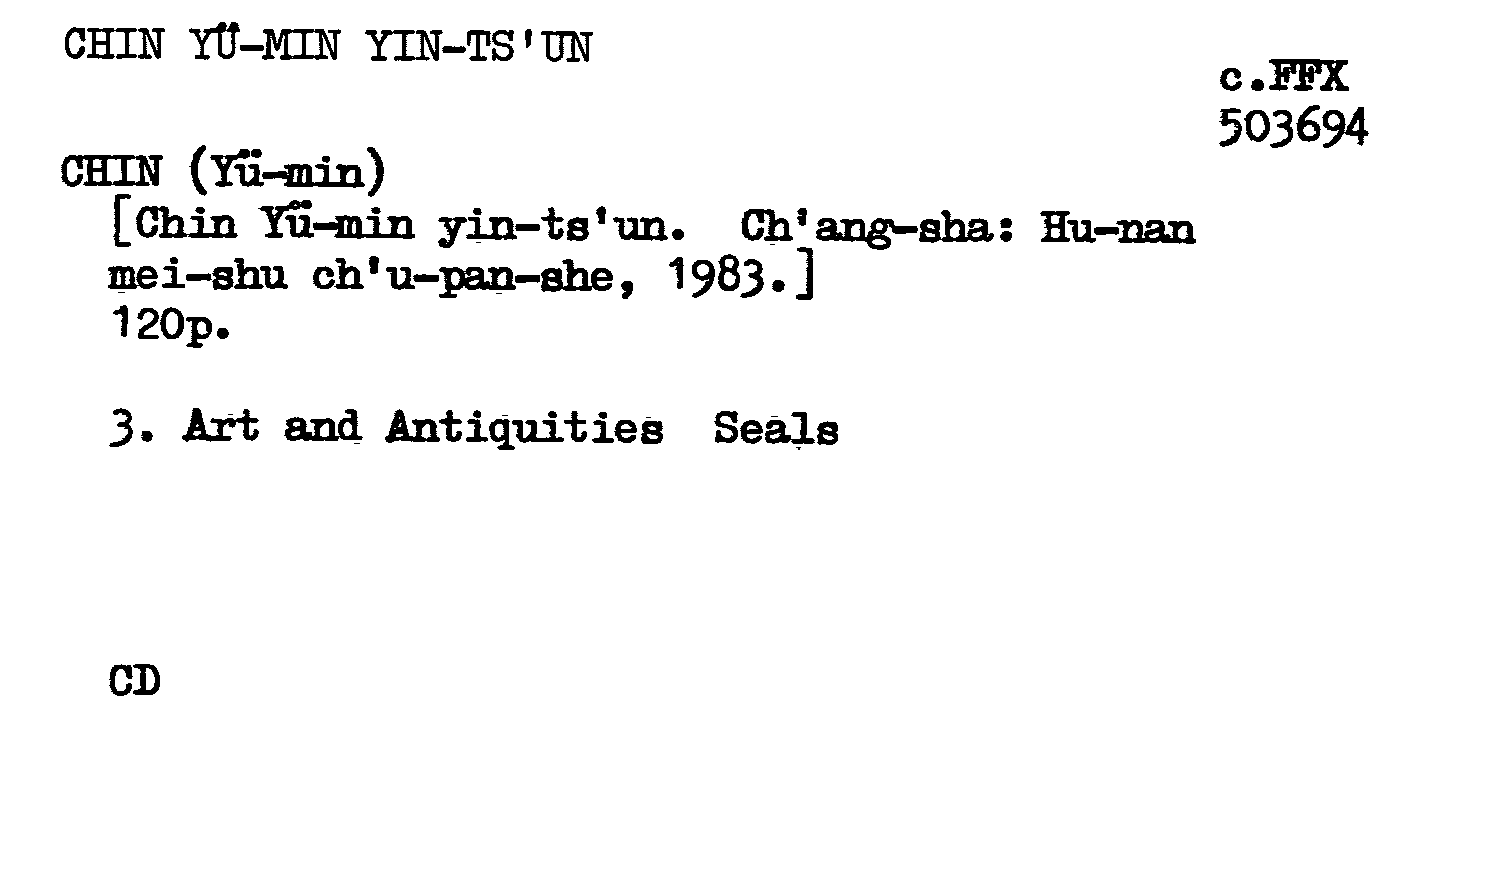 CHIN YÜ-MIN YIN-TS'UN
c.FFX
503694
CHIN (Yü-min)
[Chin Yü-min yin-ts'un. Ch'ang-sha: Hu-nan
mei-shu ch'u-pan-she, 1983.]
120p.
3. Art and Antiquities Seals
CD